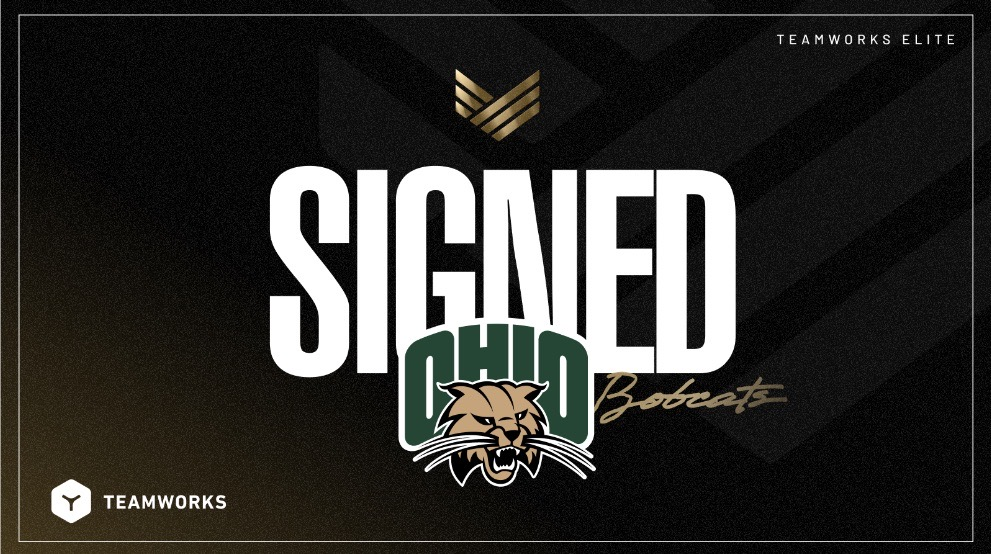 TEAMWORKS ELITE
SIGNED
OHIO
Bobcats
TEAMWORKS